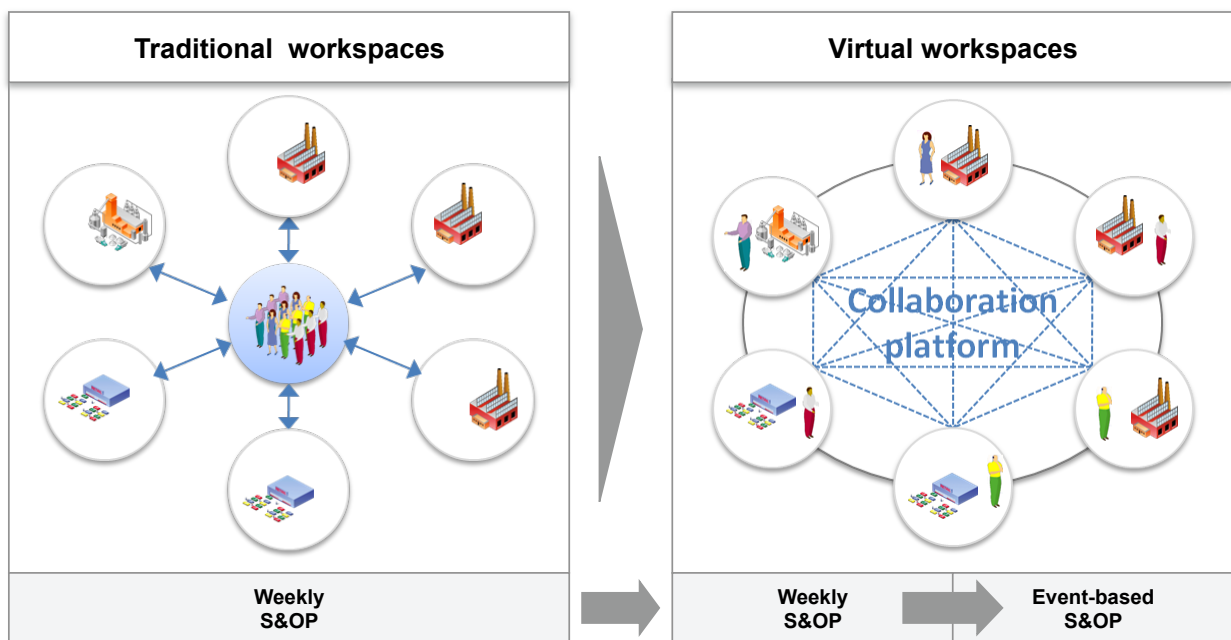 Traditional workspaces
Virtual workspaces
Collaboration
platform
Weekly
S&OP
Weekly
S&OP
Event-based
S&OP